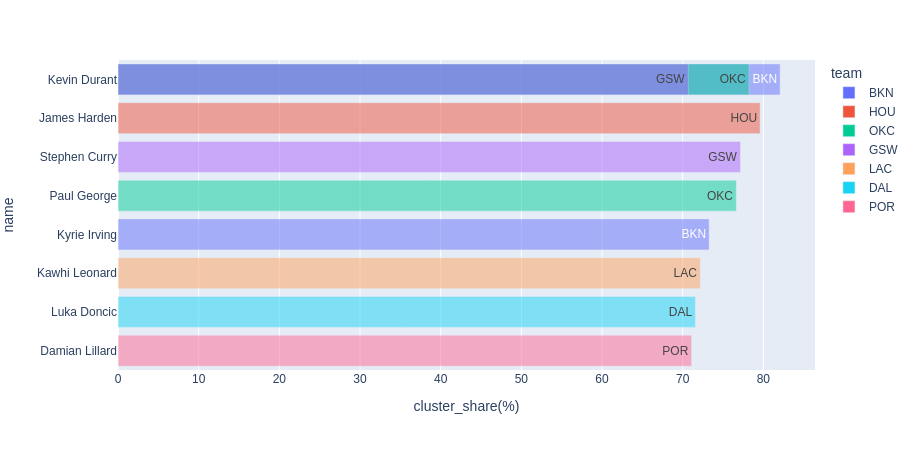 team
BKN
HOU
OKC
GSW
LAC
DAL
POR
name
Kevin Durant GSW OKC BKN
James Harden HOU
Stephen Curry GSW
Paul George OKC
Kyrie Irving BKN
Kawhi Leonard LAC
Luka Doncic DAL
Damian Lillard POR
0 10 20 30 40 50 60 70 80
cluster_share(%)